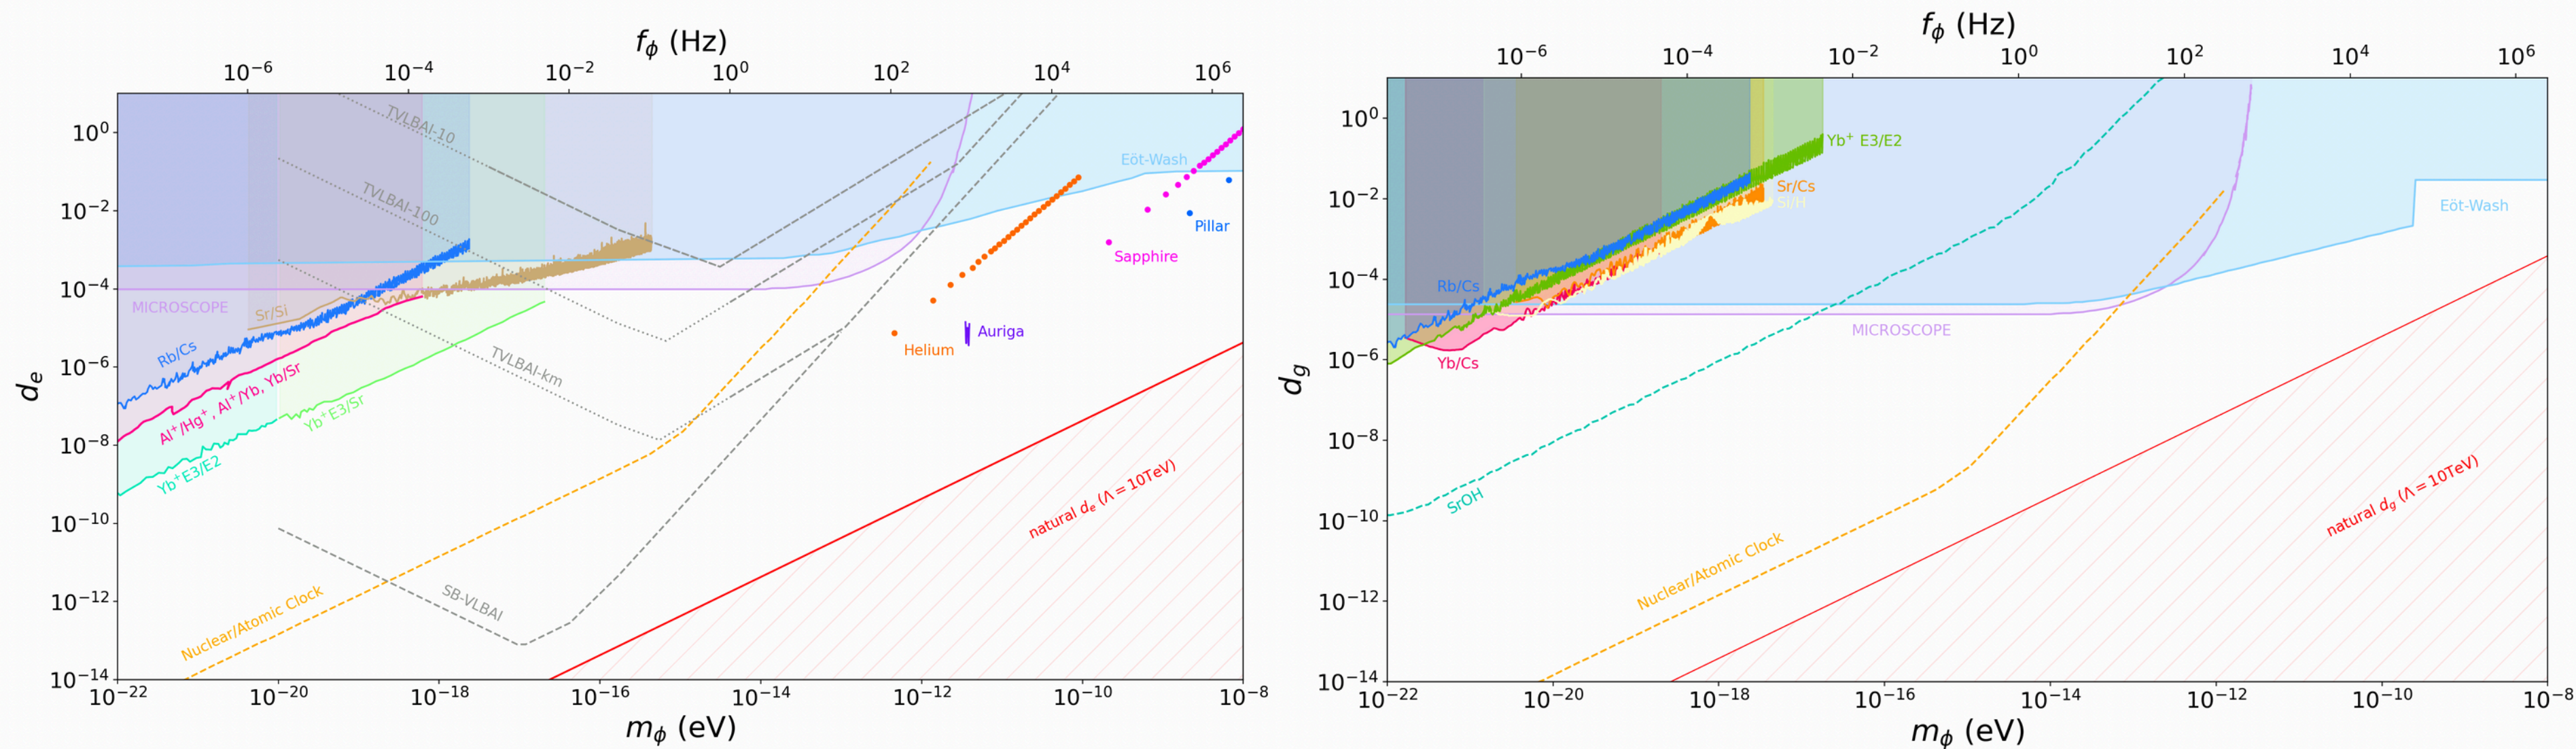 f_ϕ (Hz)
10^−6 10^−4 10^−2 10^0 10^2 10^4 10^6
d_e
10^0
10^−2
10^−4
10^−6
10^−8
10^−10
10^−12
10^−14
TVLBAI-10
TVLBAI-100
Eöt-Wash
MICROSCOPE
Sr/Si
Rb/Cs
Al⁺/Hg⁺, Al⁺/Yb, Yb/Sr
Yb⁺E3/Sr
Yb⁺E3/E2
TVLBAI-km
Pillar
Sapphire
Auriga
Helium
natural d_e (Λ = 10TeV)
Nuclear/Atomic Clock
SB-VLBAI
10^−22 10^−20 10^−18 10^−16 10^−14 10^−12 10^−10 10^−8
m_ϕ (eV)
f_ϕ (Hz)
10^−6 10^−4 10^−2 10^0 10^2 10^4 10^6
d_g
10^0
10^−2
10^−4
10^−6
10^−8
10^−10
10^−12
10^−14
Yb⁺ E3/E2
Sr/Cs
Si/H
Eöt-Wash
Rb/Cs
MICROSCOPE
Yb/Cs
SrOH
natural d_g (Λ = 10TeV)
Nuclear/Atomic Clock
10^−22 10^−20 10^−18 10^−16 10^−14 10^−12 10^−10 10^−8
m_ϕ (eV)